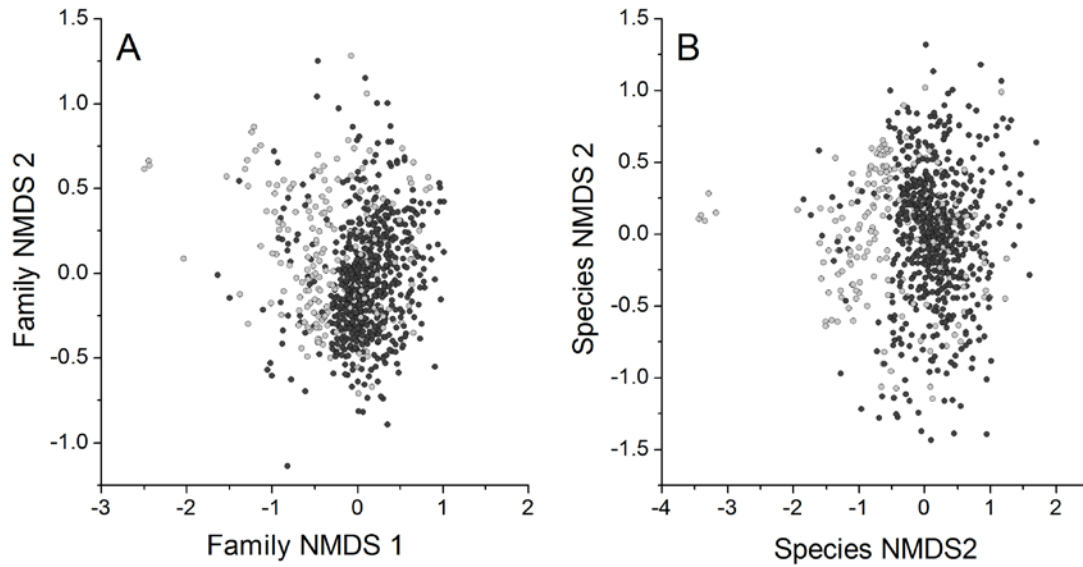 A
Family NMDS 2
1.5
1.0
0.5
0.0
-0.5
-1.0
-3 -2 -1 0 1 2
Family NMDS 1
B
Species NMDS 2
1.5
1.0
0.5
0.0
-0.5
-1.0
-1.5
-4 -3 -2 -1 0 1 2
Species NMDS2